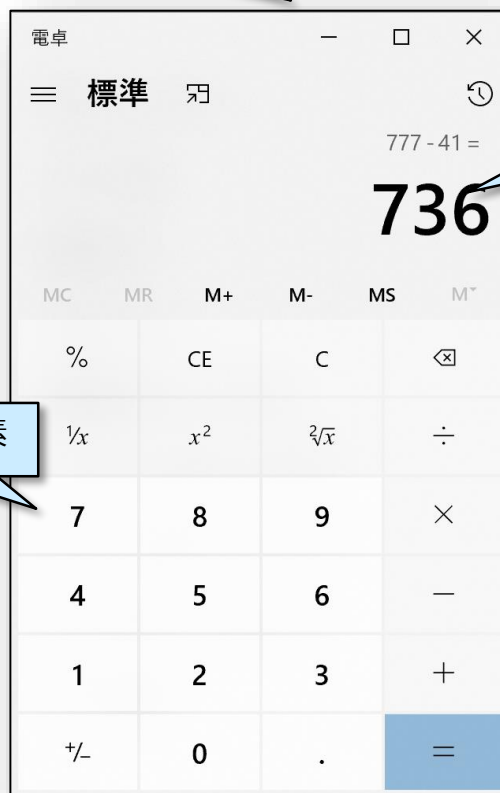 電卓
標準
777 - 41 =
736
MC MR M+ M- MS M˅
% CE C
¹/x x² ²√x ÷
7 8 9 ×
4 5 6 −
1 2 3 +
+/− 0 . =